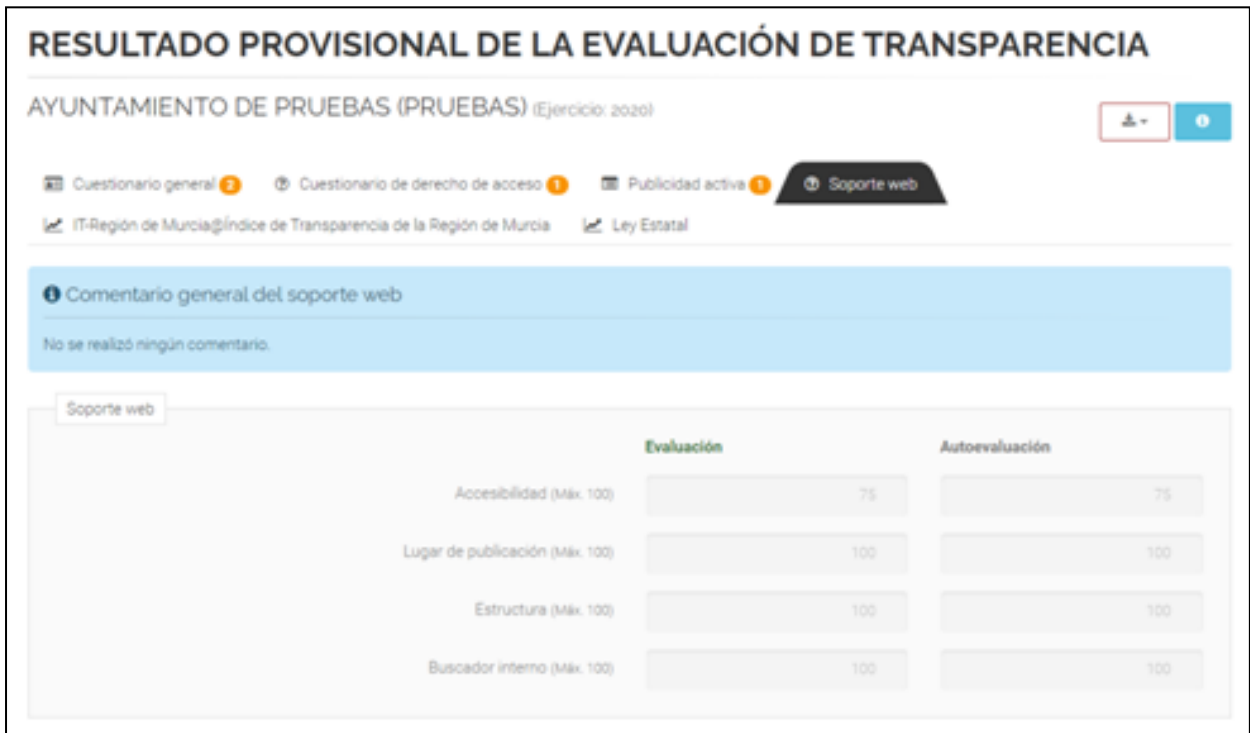 RESULTADO PROVISIONAL DE LA EVALUACIÓN DE TRANSPARENCIA
AYUNTAMIENTO DE PRUEBAS (PRUEBAS) (Ejercicio: 2020)
Cuestionario general 2 Cuestionario de derecho de acceso 1 Publicidad activa 1 Soporte web
IT-Región de Murcia@Índice de Transparencia de la Región de Murcia Ley Estatal
Comentario general del soporte web
No se realizó ningún comentario.
Soporte web
Evaluación Autoevaluación
Accesibilidad (Máx. 100) 75 75
Lugar de publicación (Máx. 100) 100 100
Estructura (Máx. 100) 100 100
Buscador interno (Máx. 100) 100 100